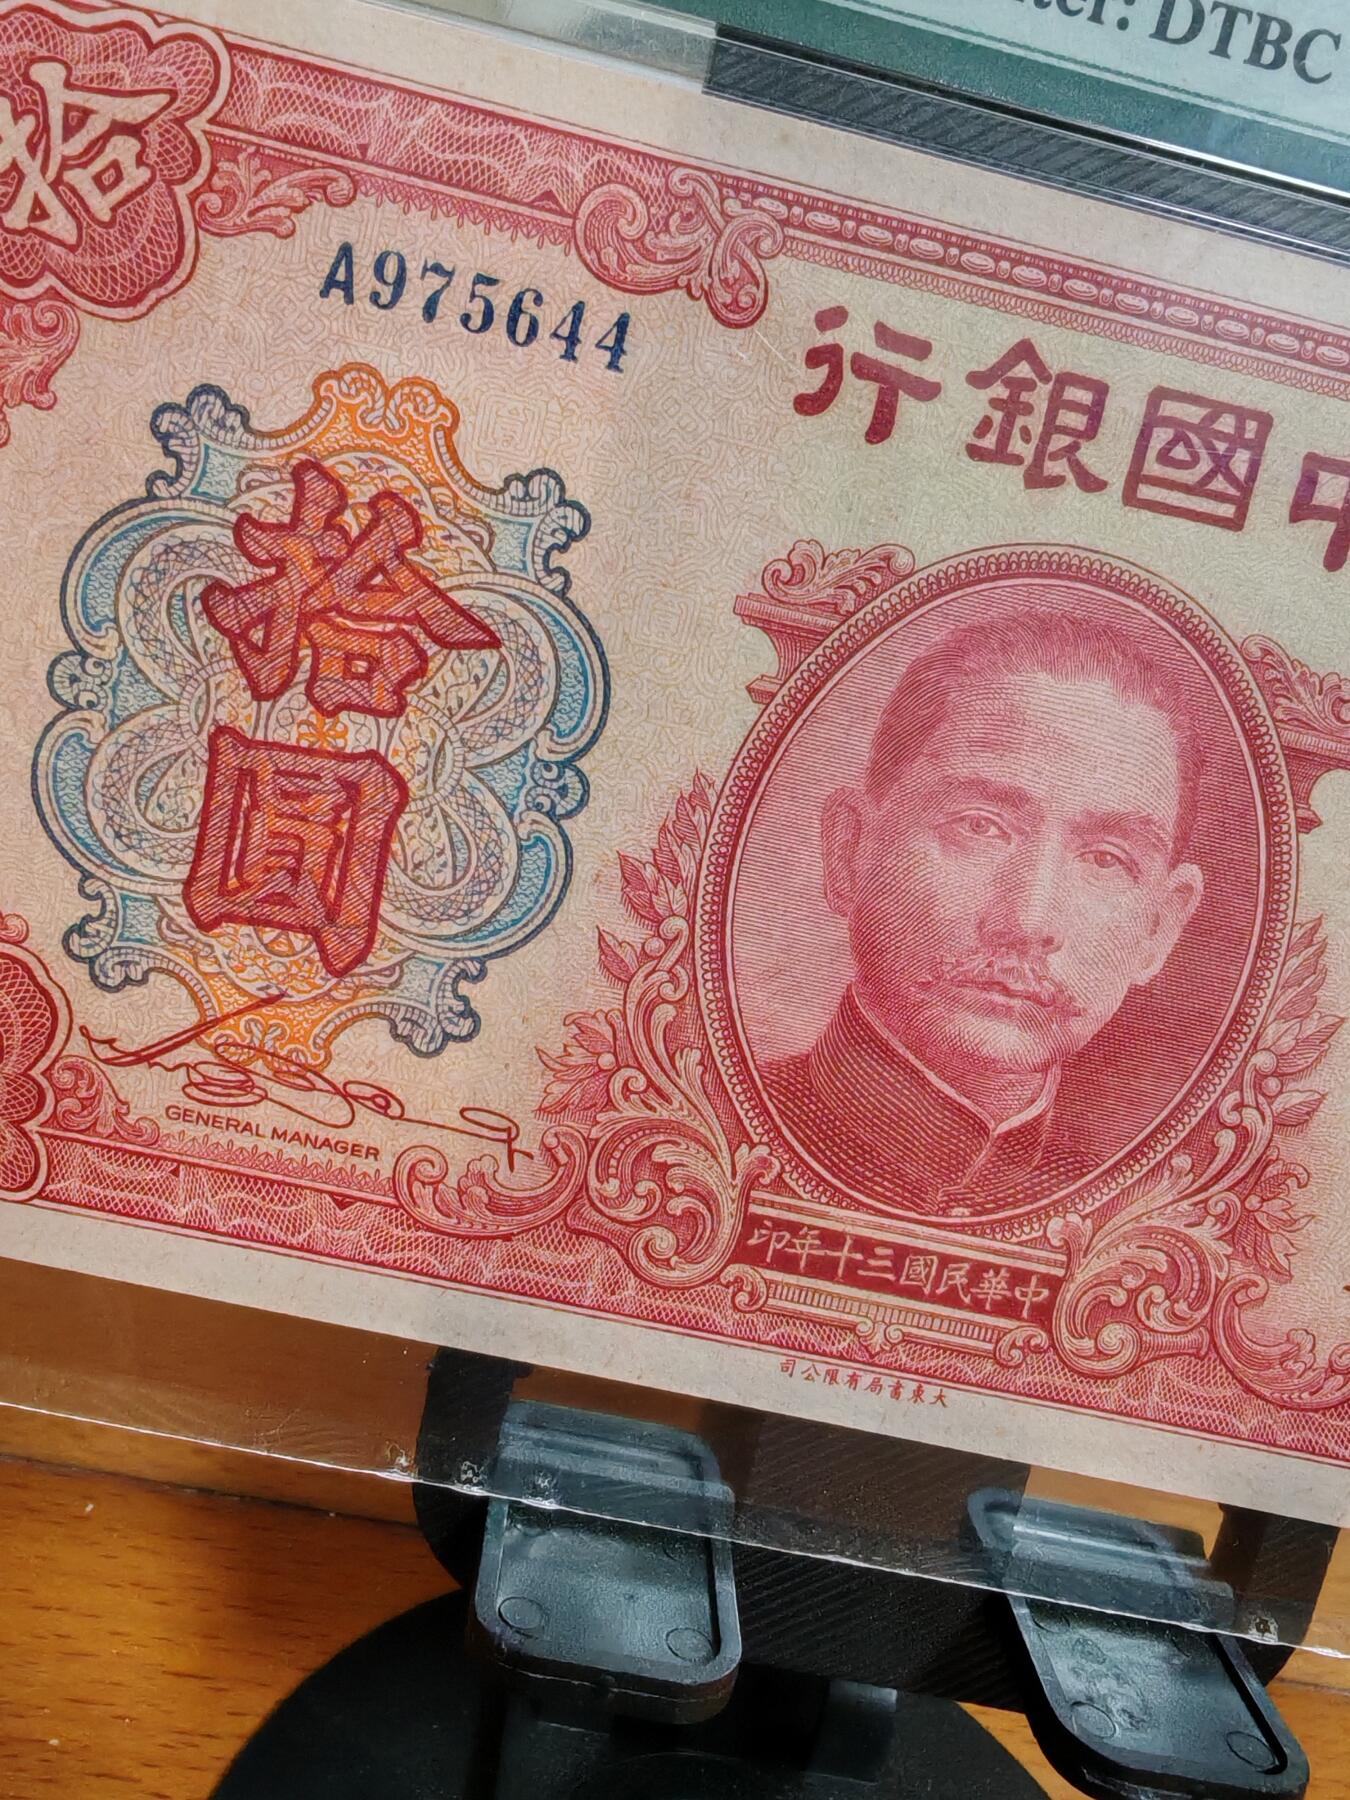 ter: DTBC
拾
A975644
行銀國中
拾
圓
GENERAL MANAGER
印年十三國民華中
司公限有局書東大